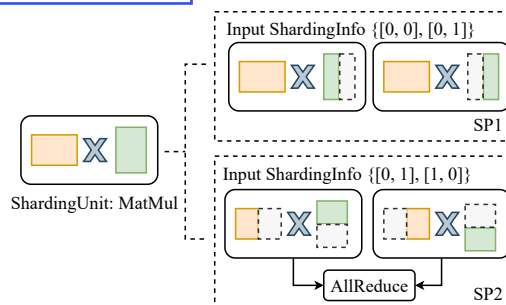 Input ShardingInfo {[0, 0], [0, 1]}
SP1
ShardingUnit: MatMul
Input ShardingInfo {[0, 1], [1, 0]}
AllReduce
SP2